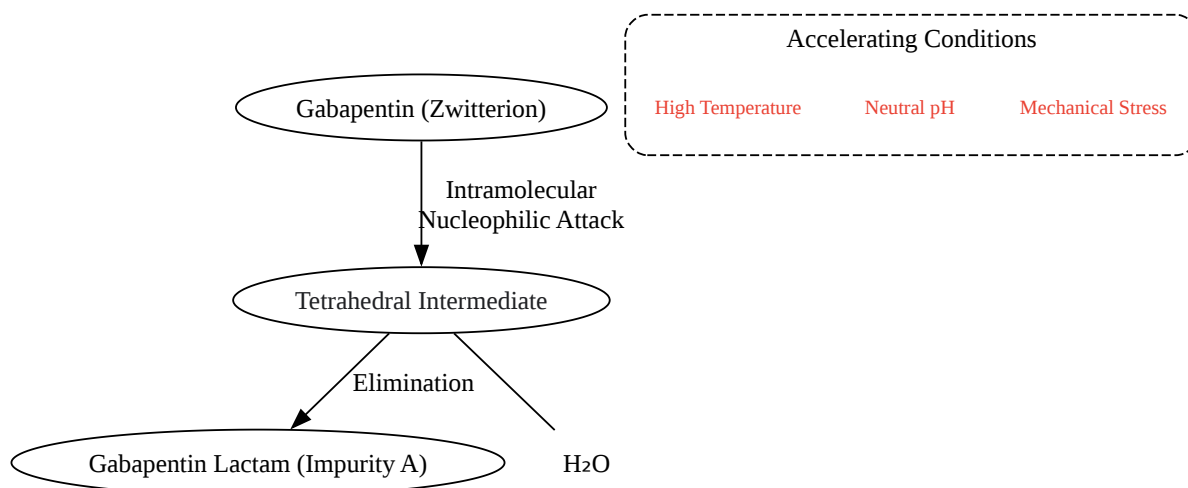 Accelerating Conditions
Gabapentin (Zwitterion)
High Temperature
Neutral pH
Mechanical Stress
Intramolecular
Nucleophilic Attack
Tetrahedral Intermediate
Elimination
Gabapentin Lactam (Impurity A)
H₂O